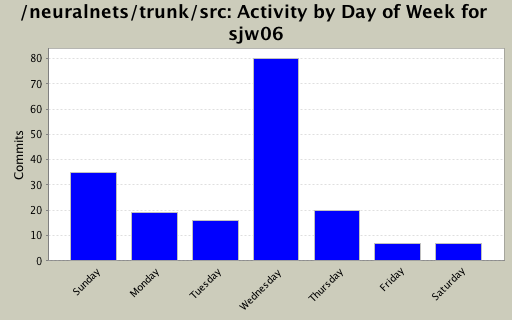 /neuralnets/trunk/src: Activity by Day of Week for
sjw06
Commits
80
70
60
50
40
30
20
10
0
Sunday
Monday
Tuesday
Wednesday
Thursday
Friday
Saturday